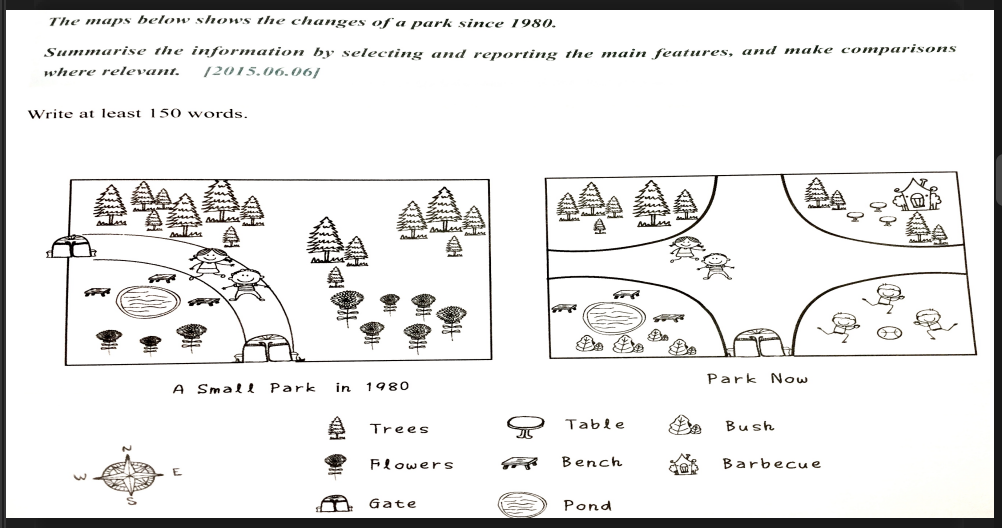 The maps below shows the changes of a park since 1980.
Summarise the information by selecting and reporting the main features, and make comparisons
where relevant. [2015.06.06]
Write at least 150 words.
A Small Park in 1980
Park Now
Trees
Table
Bush
Flowers
Bench
Barbecue
Gate
Pond
N
W
E
S